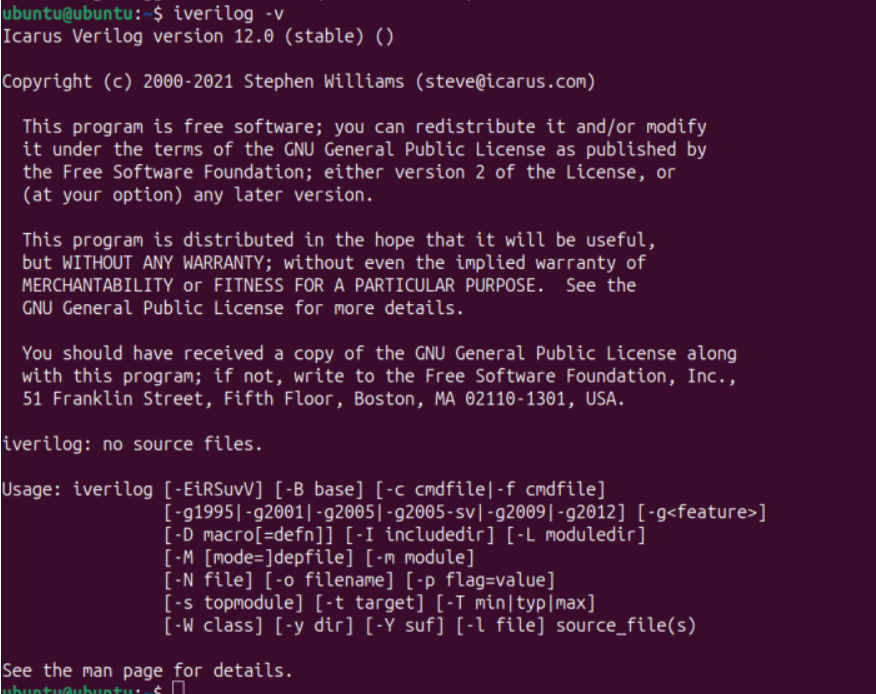 ubuntu@ubuntu:~$ iverilog -v
Icarus Verilog version 12.0 (stable) ()
Copyright (c) 2000-2021 Stephen Williams (steve@icarus.com)
This program is free software; you can redistribute it and/or modify
it under the terms of the GNU General Public License as published by
the Free Software Foundation; either version 2 of the License, or
(at your option) any later version.
This program is distributed in the hope that it will be useful,
but WITHOUT ANY WARRANTY; without even the implied warranty of
MERCHANTABILITY or FITNESS FOR A PARTICULAR PURPOSE.  See the
GNU General Public License for more details.
You should have received a copy of the GNU General Public License along
with this program; if not, write to the Free Software Foundation, Inc.,
51 Franklin Street, Fifth Floor, Boston, MA 02110-1301, USA.
iverilog: no source files.
Usage: iverilog [-EiRSuvV] [-B base] [-c cmdfile|-f cmdfile]
[-g1995|-g2001|-g2005|-g2005-sv|-g2009|-g2012] [-g<feature>]
[-D macro[=defn]] [-I includedir] [-L moduledir]
[-M [mode=]depfile] [-m module]
[-N file] [-o filename] [-p flag=value]
[-s topmodule] [-t target] [-T min|typ|max]
[-W class] [-y dir] [-Y suf] [-l file] source_file(s)
See the man page for details.
ubuntu@ubuntu:~$